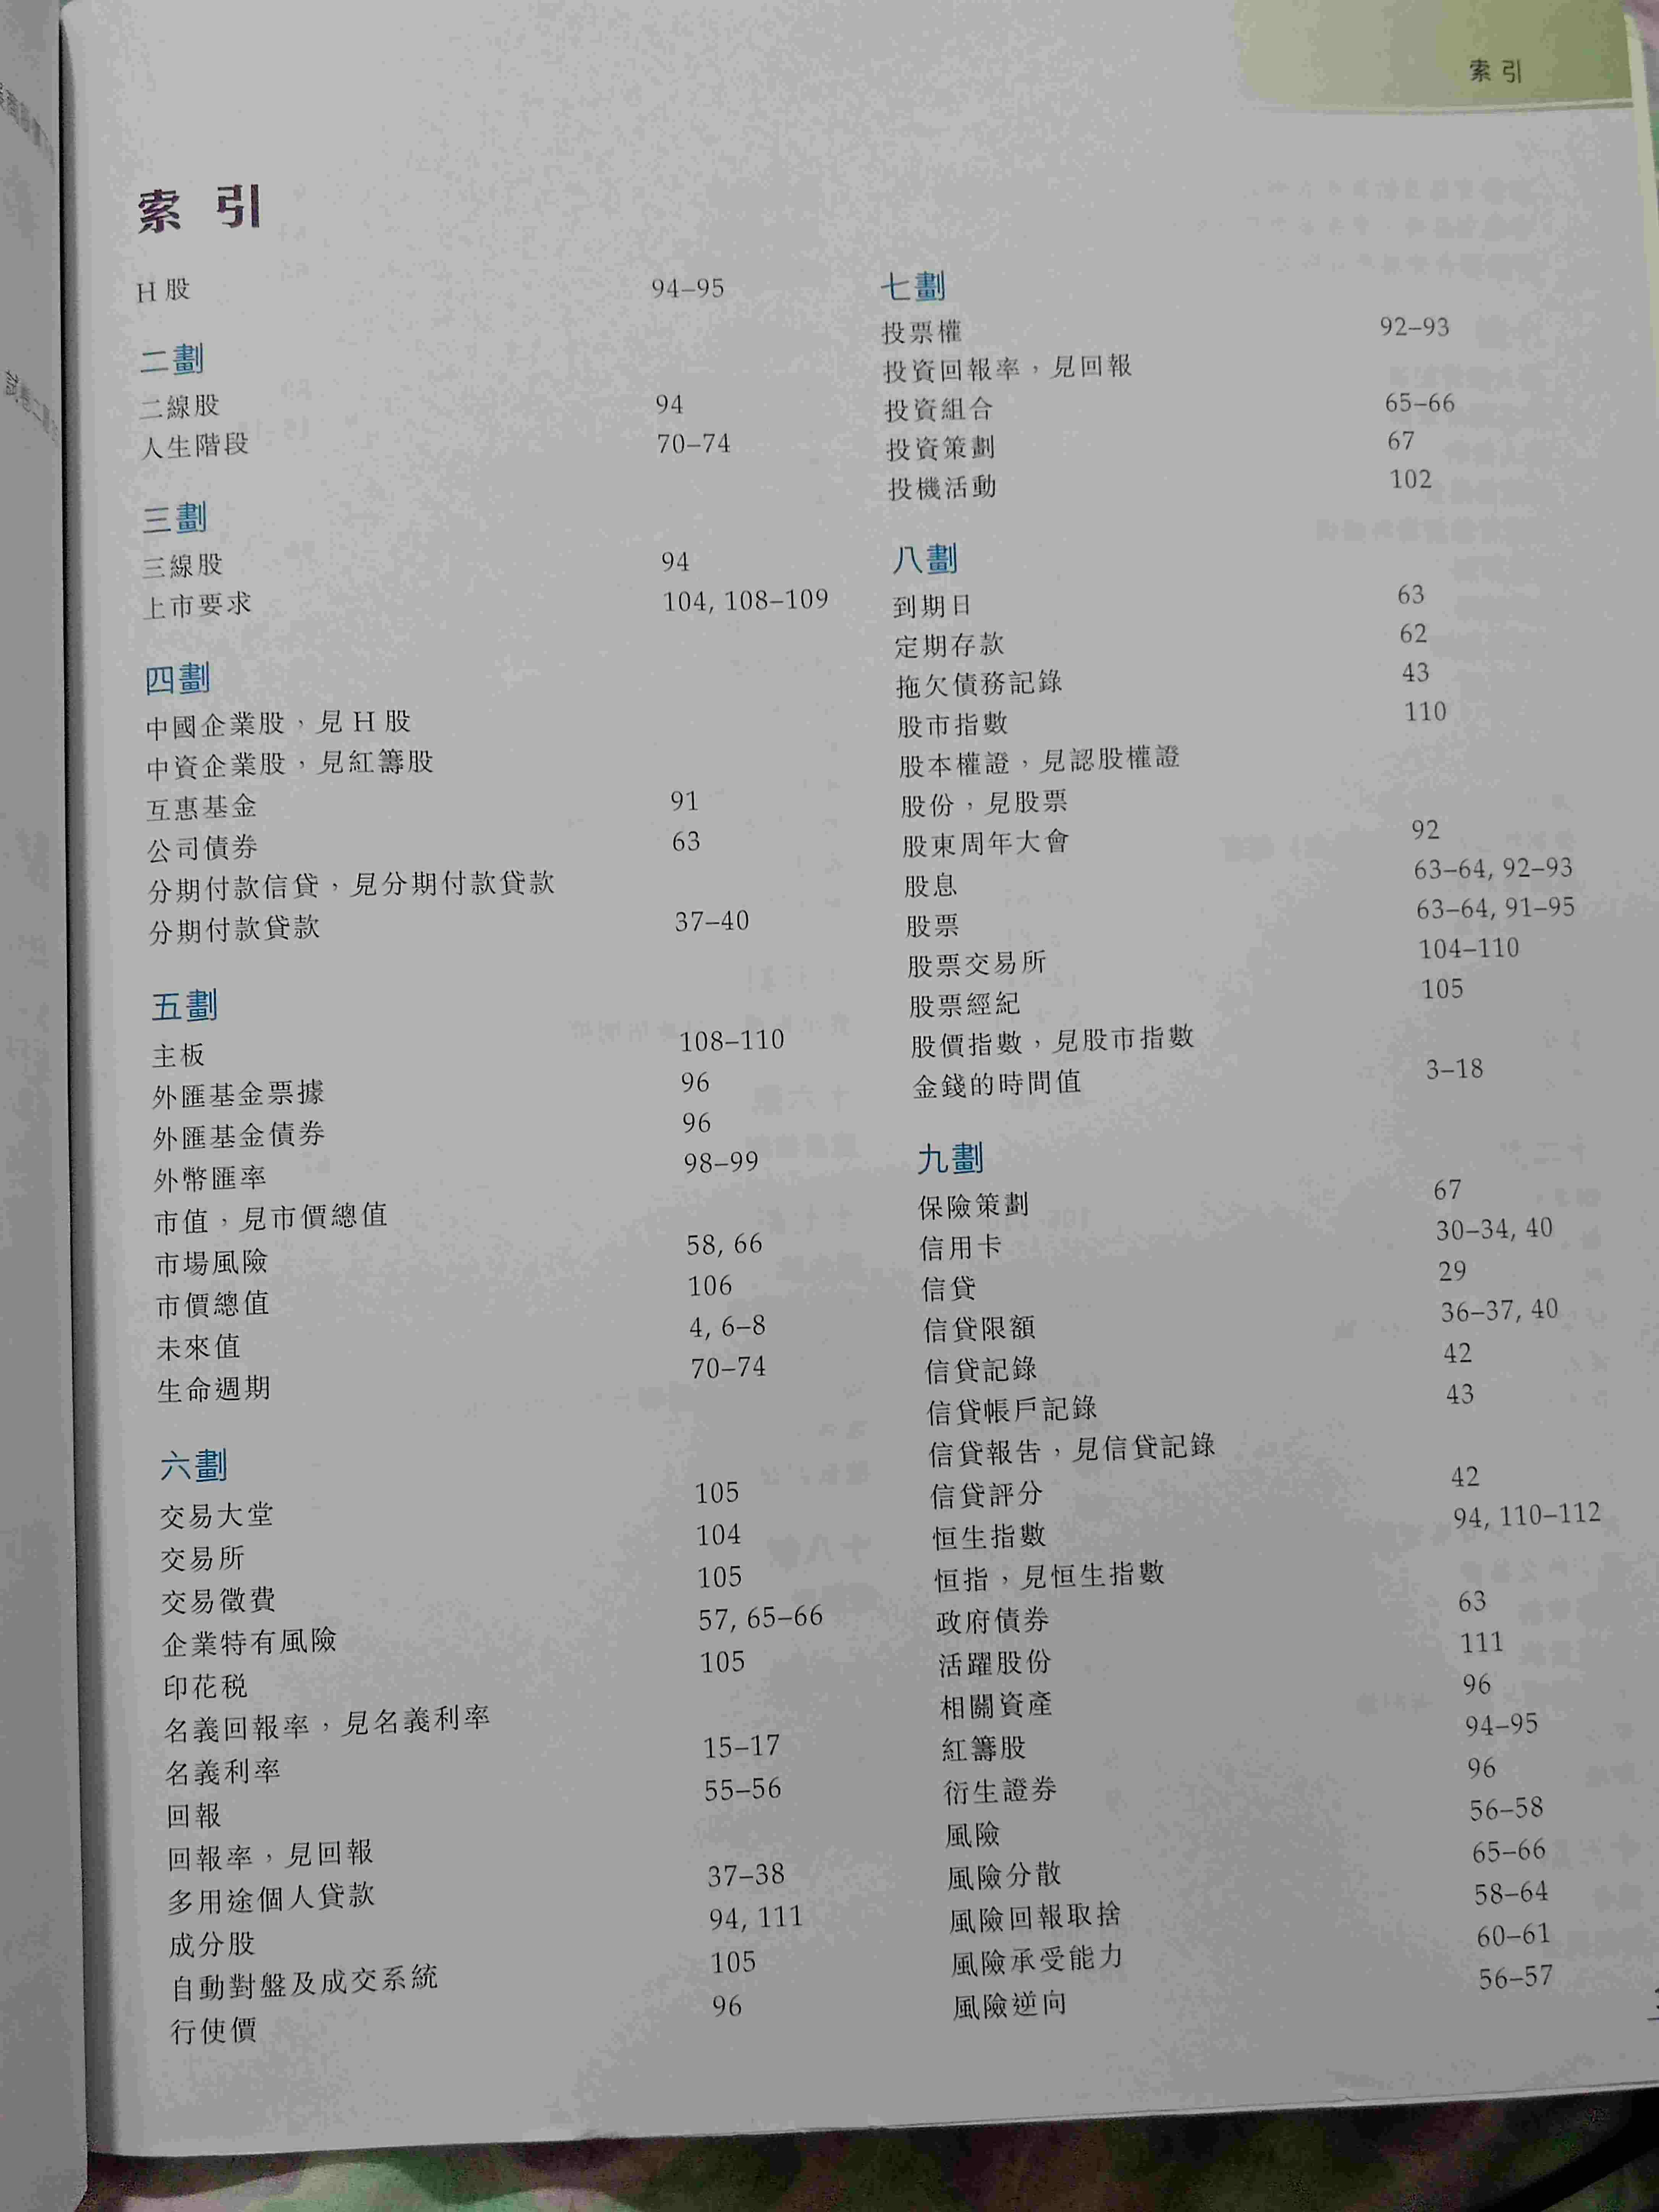 索引
索 引
H 股 94–95
二劃
二線股 94
人生階段 70–74
三劃
三線股 94
上市要求 104, 108–109
四劃
中國企業股，見 H 股
中資企業股，見紅籌股
互惠基金 91
公司債券 63
分期付款信貸，見分期付款貸款
分期付款貸款 37–40
五劃
主板 108–110
外匯基金票據 96
外匯基金債券 96
外幣匯率 98–99
市值，見市價總值
市場風險 58, 66
市價總值 106
未來值 4, 6–8
生命週期 70–74
六劃
交易大堂 105
交易所 104
交易徵費 105
企業特有風險 57, 65–66
印花稅 105
名義回報率，見名義利率
名義利率 15–17
回報 55–56
回報率，見回報
多用途個人貸款 37–38
成分股 94, 111
自動對盤及成交系統 105
行使價 96
七劃
投票權 92–93
投資回報率，見回報
投資組合 65–66
投資策劃 67
投機活動 102
八劃
到期日 63
定期存款 62
拖欠債務記錄 43
股市指數 110
股本權證，見認股權證
股份，見股票
股東周年大會 92
股息 63–64, 92–93
股票 63–64, 91–95
股票交易所 104–110
股票經紀 105
股價指數，見股市指數
金錢的時間值 3–18
九劃
保險策劃 67
信用卡 30–34, 40
信貸 29
信貸限額 36–37, 40
信貸記錄 42
信貸帳戶記錄 43
信貸報告，見信貸記錄
信貸評分 42
恒生指數 94, 110–112
恒指，見恒生指數
政府債券 63
活躍股份 111
相關資產 96
紅籌股 94–95
衍生證券 96
風險 56–58
風險分散 65–66
風險回報取捨 58–64
風險承受能力 60–61
風險逆向 56–57